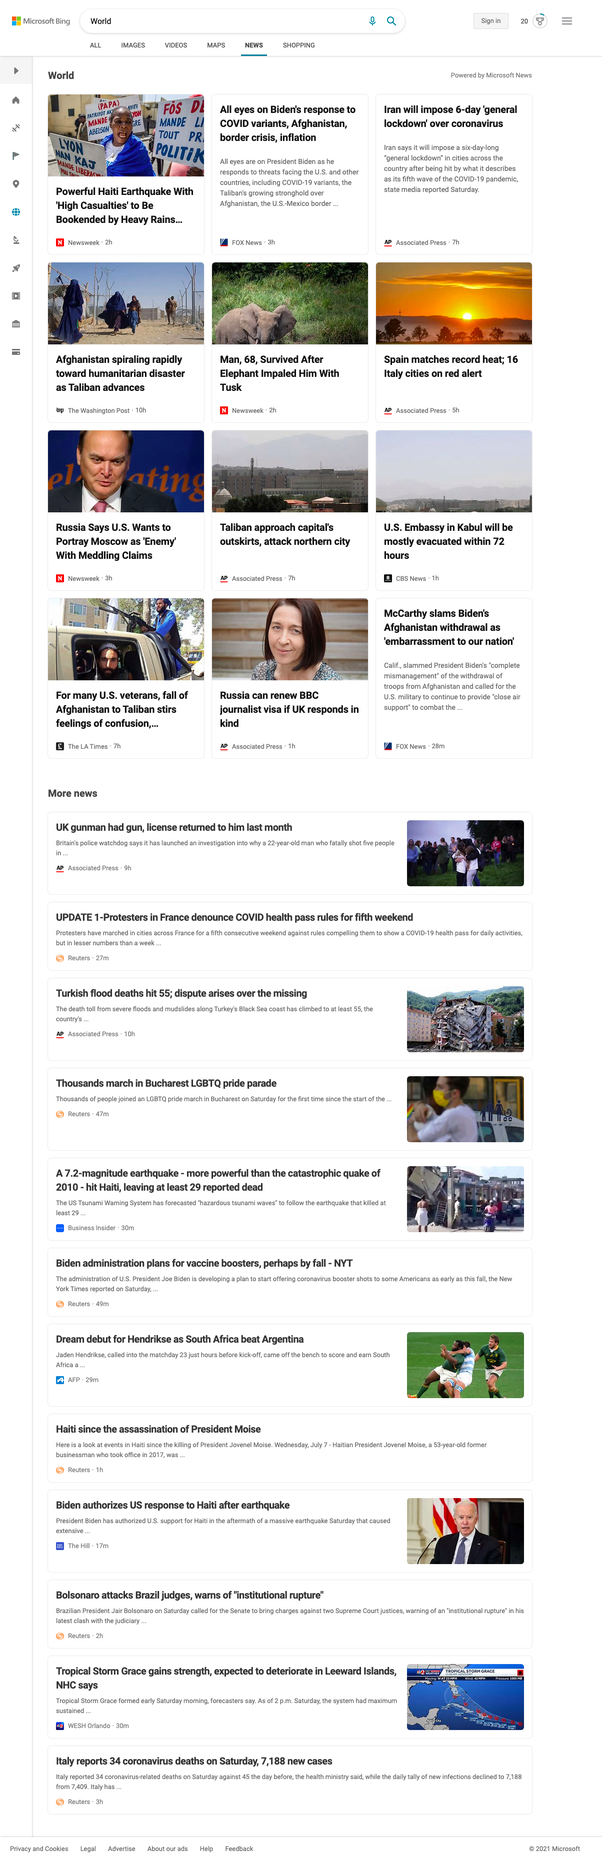 Microsoft Bing
World
Sign in
20
ALL
IMAGES
VIDEOS
MAPS
NEWS
SHOPPING
World
Powered by Microsoft News
(PAPA)
LYON
NAN KAJ
FÒS
MANDE
TOUT
POLITIK
Powerful Haiti Earthquake With
'High Casualties' to Be
Bookended by Heavy Rains...
Newsweek · 2h
All eyes on Biden's response to
COVID variants, Afghanistan,
border crisis, inflation
All eyes are on President Biden as he
responds to threats facing the U.S. and other
countries, including COVID-19 variants, the
Taliban's growing stronghold over
Afghanistan, the U.S.-Mexico border ...
FOX News · 3h
Iran will impose 6-day 'general
lockdown' over coronavirus
Iran says it will impose a six-day-long
"general lockdown" in cities across the
country after being hit by what it describes
as its fifth wave of the COVID-19 pandemic,
state media reported Saturday.
AP Associated Press · 7h
Afghanistan spiraling rapidly
toward humanitarian disaster
as Taliban advances
wp The Washington Post · 10h
Man, 68, Survived After
Elephant Impaled Him With
Tusk
Newsweek · 2h
Spain matches record heat; 16
Italy cities on red alert
AP Associated Press · 5h
Russia Says U.S. Wants to
Portray Moscow as 'Enemy'
With Meddling Claims
Newsweek · 3h
Taliban approach capital's
outskirts, attack northern city
AP Associated Press · 7h
U.S. Embassy in Kabul will be
mostly evacuated within 72
hours
CBS News · 1h
For many U.S. veterans, fall of
Afghanistan to Taliban stirs
feelings of confusion,...
The LA Times · 7h
Russia can renew BBC
journalist visa if UK responds in
kind
AP Associated Press · 1h
McCarthy slams Biden's
Afghanistan withdrawal as
'embarrassment to our nation'
Calif., slammed President Biden's "complete
mismanagement" of the withdrawal of
troops from Afghanistan and called for the
U.S. military to continue to provide "close air
support" to combat the ...
FOX News · 28m
More news
UK gunman had gun, license returned to him last month
Britain's police watchdog says it has launched an investigation into why a 22-year-old man who fatally shot five people
in ...
AP Associated Press · 9h
UPDATE 1-Protesters in France denounce COVID health pass rules for fifth weekend
Protesters have marched in cities across France for a fifth consecutive weekend against rules compelling them to show a COVID-19 health pass for daily activities,
but in lesser numbers than a week ...
Reuters · 27m
Turkish flood deaths hit 55; dispute arises over the missing
The death toll from severe floods and mudslides along Turkey's Black Sea coast has climbed to at least 55, the
country's ...
AP Associated Press · 10h
Thousands march in Bucharest LGBTQ pride parade
Thousands of people joined an LGBTQ pride march in Bucharest on Saturday for the first time since the start of the ...
Reuters · 47m
A 7.2-magnitude earthquake - more powerful than the catastrophic quake of
2010 - hit Haiti, leaving at least 29 reported dead
The US Tsunami Warning System has forecasted "hazardous tsunami waves" to follow the earthquake that killed at
least 29 ...
Business Insider · 30m
Biden administration plans for vaccine boosters, perhaps by fall - NYT
The administration of U.S. President Joe Biden is developing a plan to start offering coronavirus booster shots to some Americans as early as this fall, the New
York Times reported on Saturday, ...
Reuters · 49m
Dream debut for Hendrikse as South Africa beat Argentina
Jaden Hendrikse, called into the matchday 23 just hours before kick-off, came off the bench to score and earn South
Africa a ...
AFP · 29m
Haiti since the assassination of President Moise
Here is a look at events in Haiti since the killing of President Jovenel Moise. Wednesday, July 7 - Haitian President Jovenel Moise, a 53-year-old former
businessman who took office in 2017, was ...
Reuters · 1h
Biden authorizes US response to Haiti after earthquake
President Biden has authorized U.S. support for Haiti in the aftermath of a massive earthquake Saturday that caused
extensive ...
The Hill · 17m
Bolsonaro attacks Brazil judges, warns of "institutional rupture"
Brazilian President Jair Bolsonaro on Saturday called for the Senate to bring charges against two Supreme Court justices, warning of an "institutional rupture" in his
latest clash with the judiciary ...
Reuters · 2h
Tropical Storm Grace gains strength, expected to deteriorate in Leeward Islands,
NHC says
Tropical Storm Grace formed early Saturday morning, forecasters say. As of 2 p.m. Saturday, the system had maximum
sustained ...
WESH Orlando · 30m
TROPICAL STORM GRACE
Italy reports 34 coronavirus deaths on Saturday, 7,188 new cases
Italy reported 34 coronavirus-related deaths on Saturday against 45 the day before, the health ministry said, while the daily tally of new infections declined to 7,188
from 7,409. Italy has ...
Reuters · 3h
Privacy and Cookies
Legal
Advertise
About our ads
Help
Feedback
© 2021 Microsoft